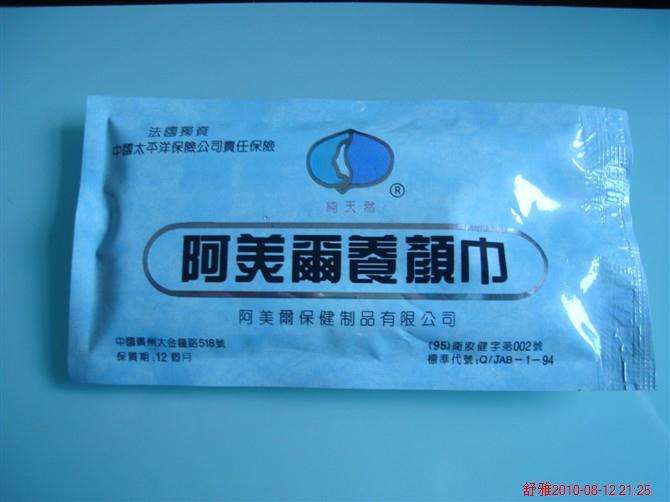 法國獨資
中國太平洋保險公司責任保險
®
純天然
阿美爾養顏巾
阿美爾保健制品有限公司
中國廣州大金鐘路518號
保質期:12個月
(95)衛妝健字第002號
標準代號:Q/JAB-1-94
舒雅2010-08-12 21:25